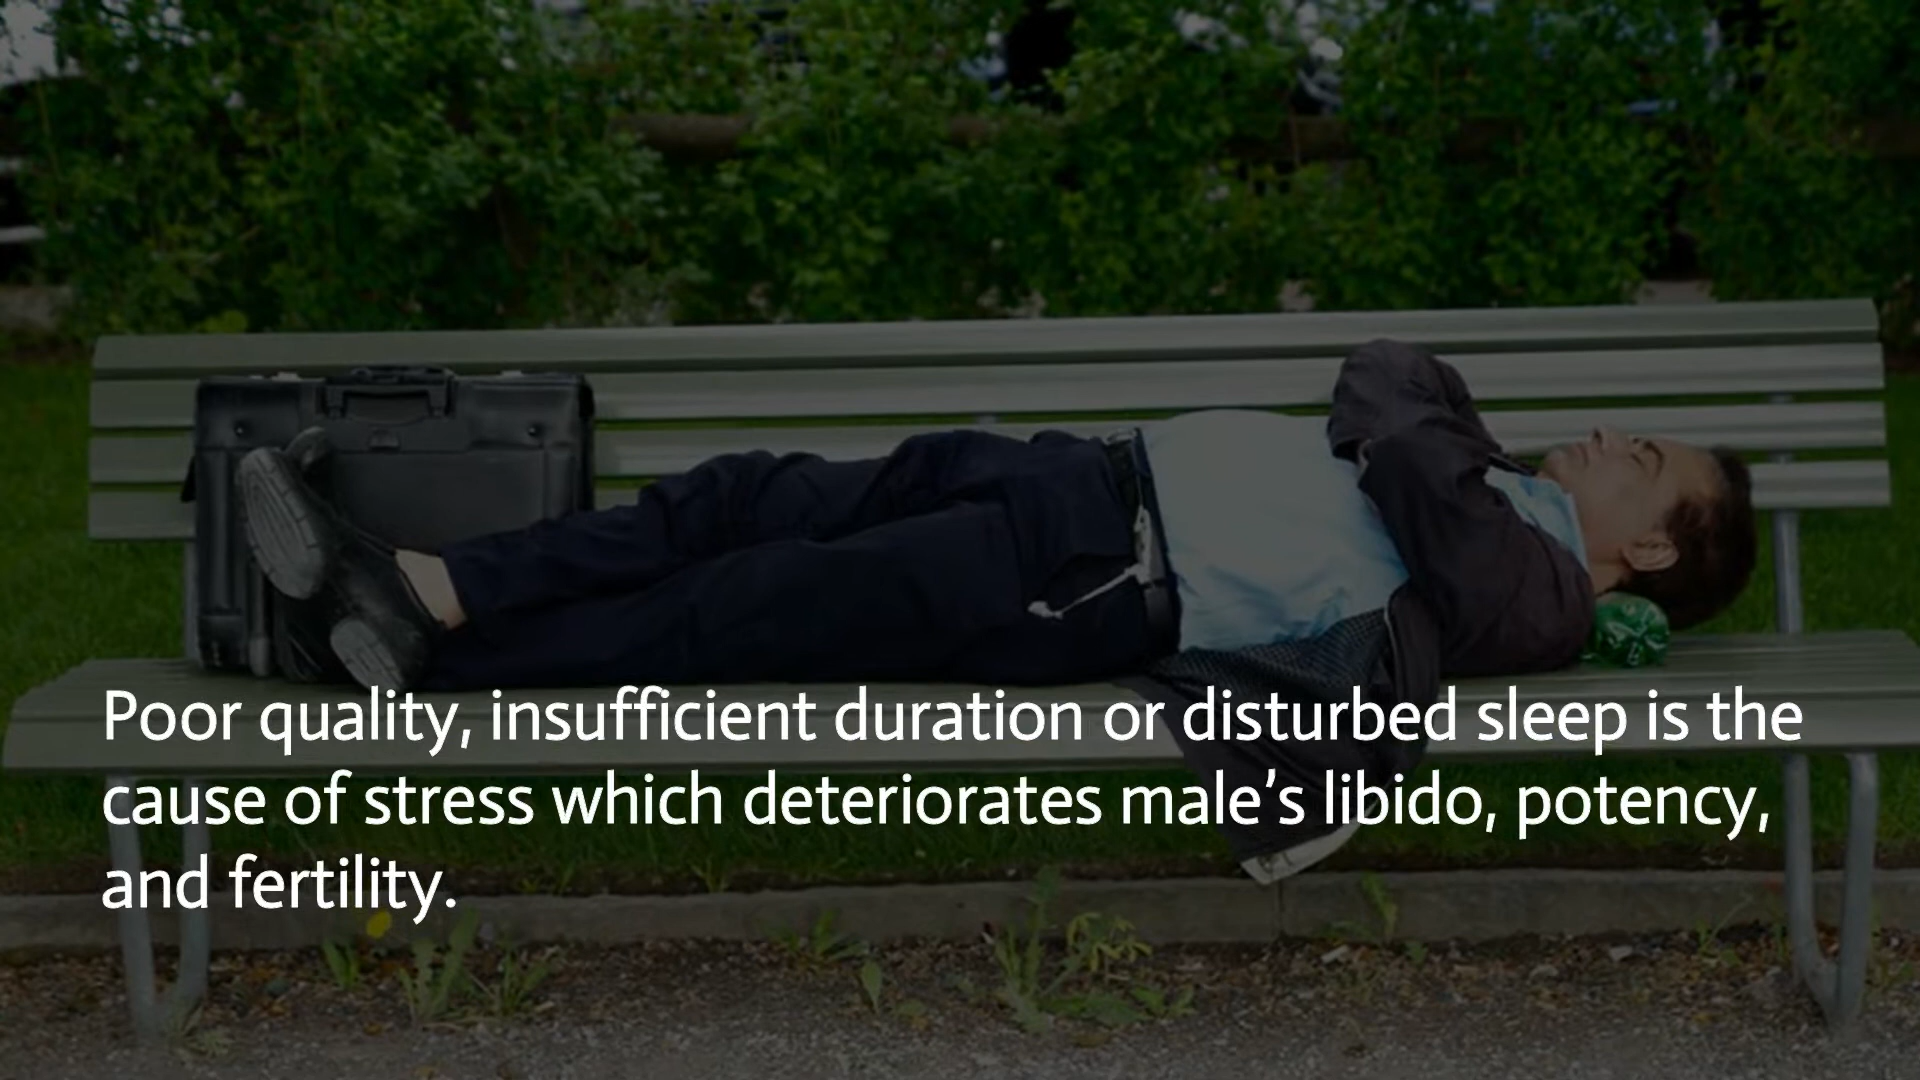 Poor quality, insufficient duration or disturbed sleep is the
cause of stress which deteriorates male’s libido, potency,
and fertility.